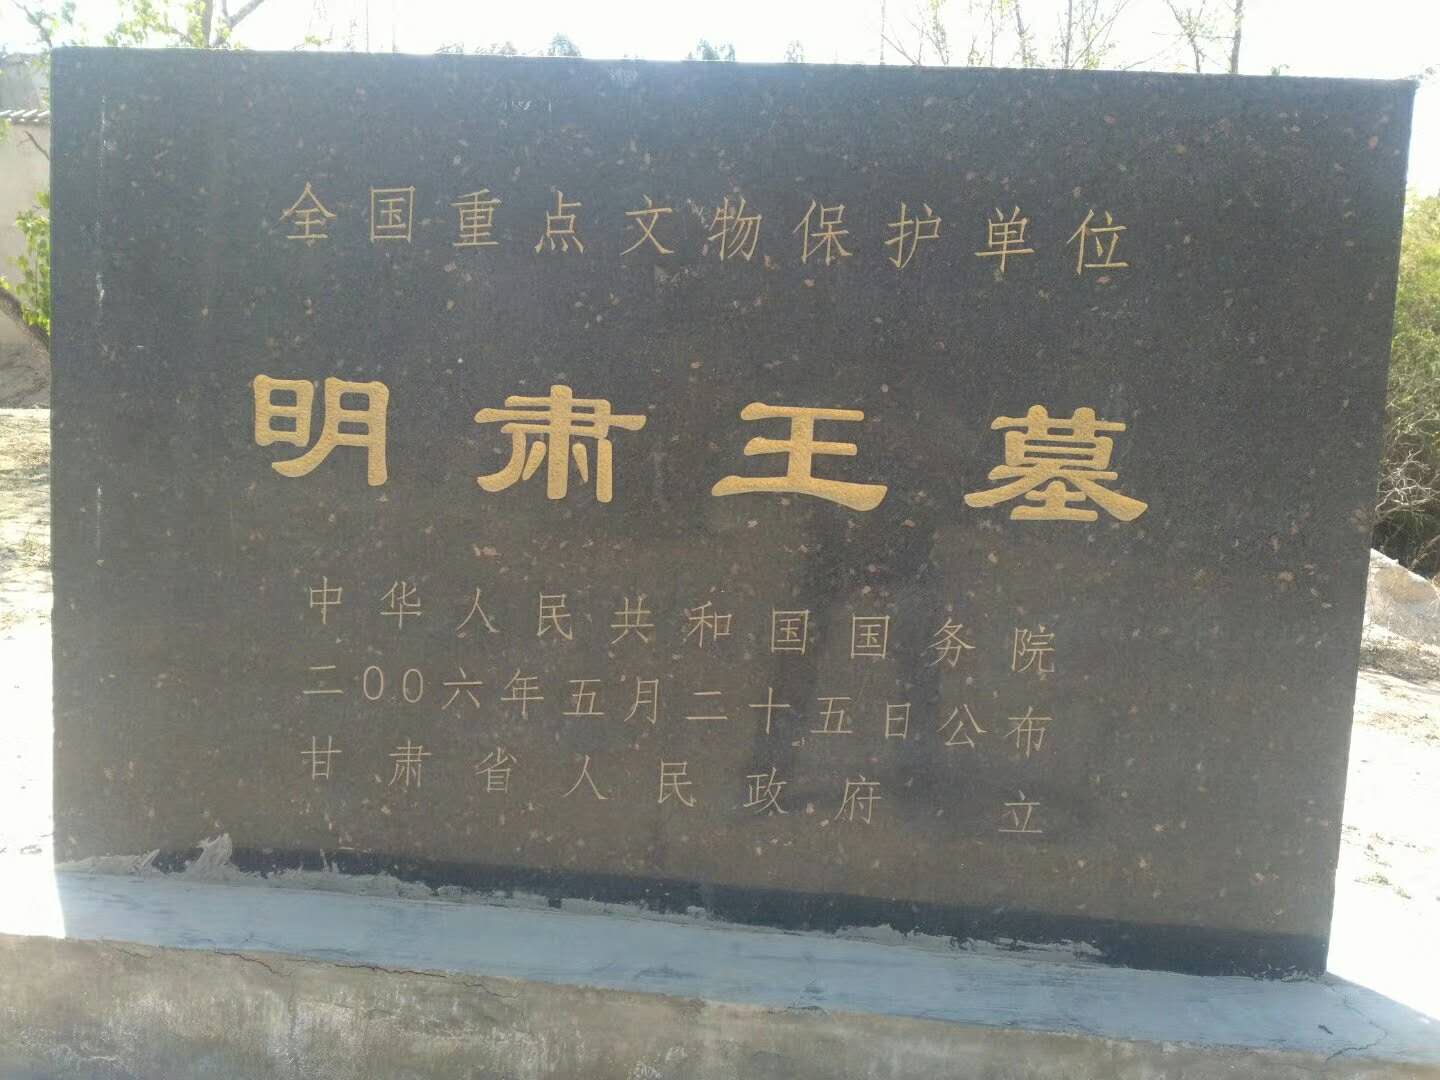 全国重点文物保护单位
明肃王墓
中华人民共和国国务院
二〇〇六年五月二十五日公布
甘肃省人民政府 立